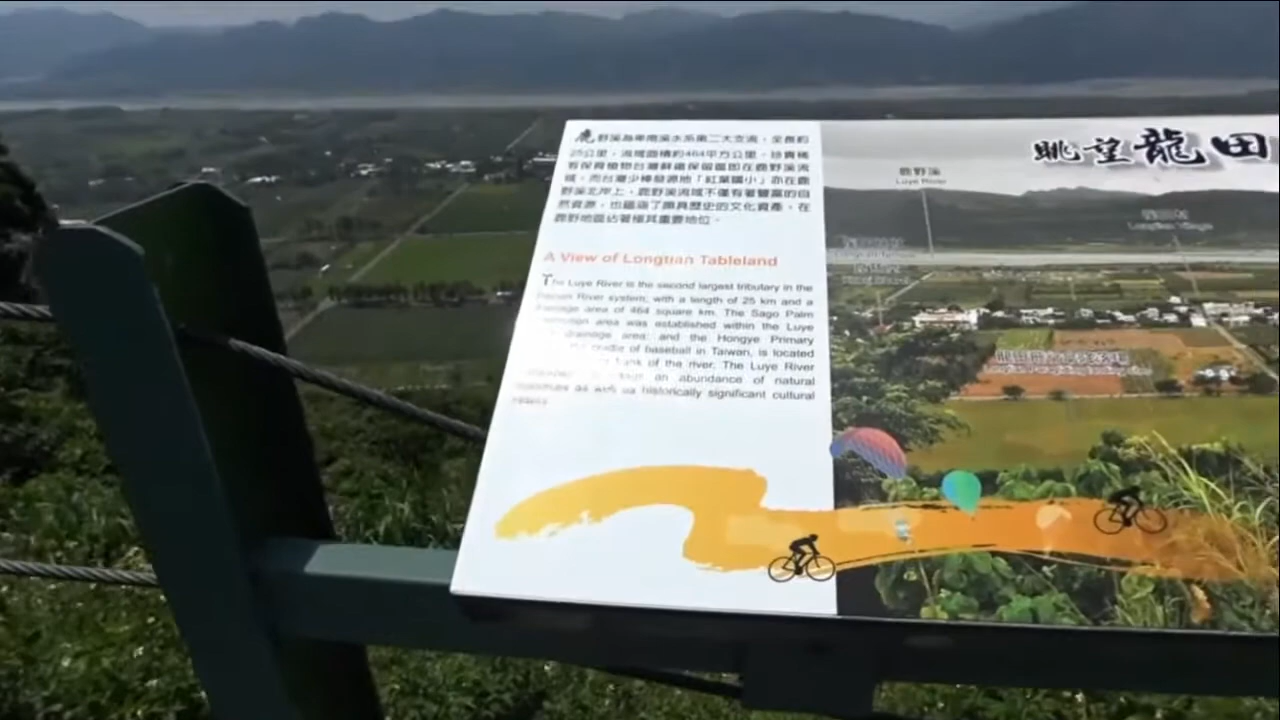 鹿野溪為卑南溪水系第二大支流，全長約
25公里，流域面積約464平方公里，珍貴稀
有保育植物台灣蘇鐵保留區即在鹿野溪流
域，而台灣少棒發源地「紅葉國小」亦在鹿
野溪北岸上，鹿野溪流域不僅有著豐富的自
然資源，也蘊涵了頗具歷史的文化資產，在
鹿野地區佔著極其重要地位。
A View of Longtian Tableland
The Luye River is the second largest tributary in the
River system, with a length of 25 km and a
area of 464 square km. The Sago Palm
area was established within the Luye
drainage area; and the Hongye Primary
cradle of baseball in Taiwan, is located
of the river. The Luye River
an abundance of natural
as well as historically significant cultural
眺望龍田
鹿野溪
Luye River
Longtian Village